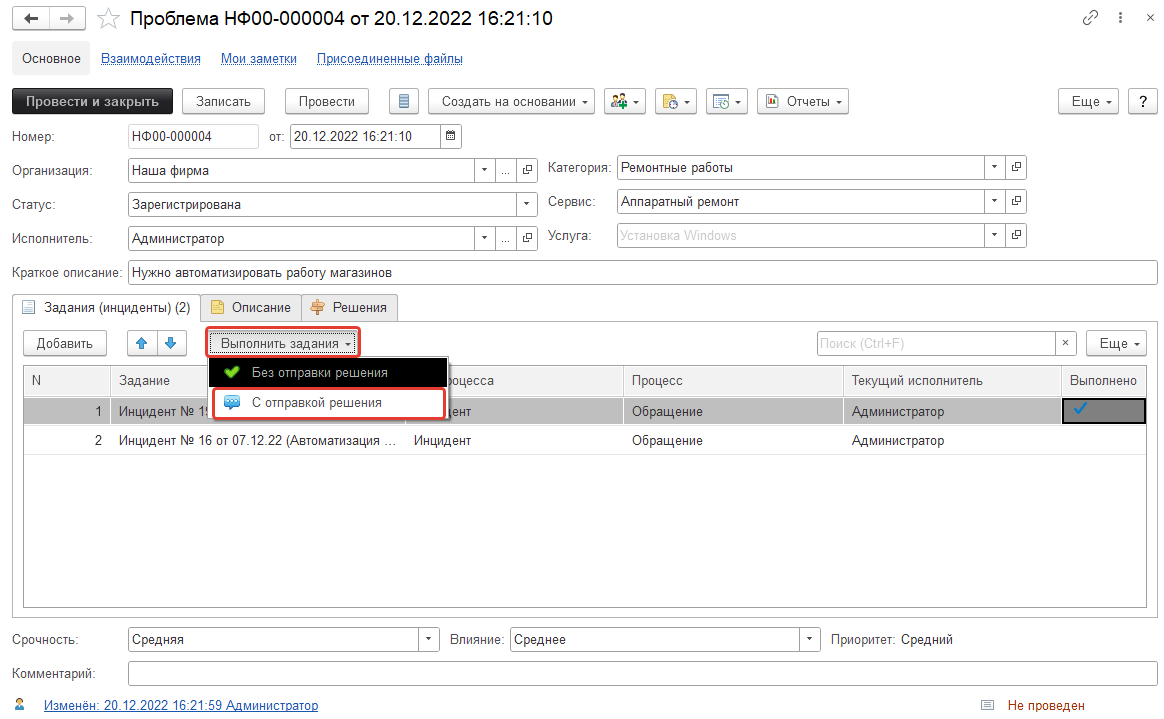 Проблема НФ00-000004 от 20.12.2022 16:21:10
Основное Взаимодействия Мои заметки Присоединенные файлы
Провести и закрыть Записать Провести Создать на основании Отчеты Еще ?
Номер: НФ00-000004 от: 20.12.2022 16:21:10
Организация: Наша фирма Категория: Ремонтные работы
Статус: Зарегистрирована Сервис: Аппаратный ремонт
Исполнитель: Администратор Услуга: Установка Windows
Краткое описание: Нужно автоматизировать работу магазинов
Задания (инциденты) (2) Описание Решения
Добавить Выполнить задания Поиск (Ctrl+F) × Еще
Без отправки решения
С отправкой решения
N Задание Процесс Текущий исполнитель Выполнено
1 Инцидент № Обращение Администратор
2 Инцидент № 16 от 07.12.22 (Автоматизация ... Инцидент Обращение Администратор
Срочность: Средняя Влияние: Среднее Приоритет: Средний
Комментарий:
Изменён: 20.12.2022 16:21:59 Администратор Не проведен